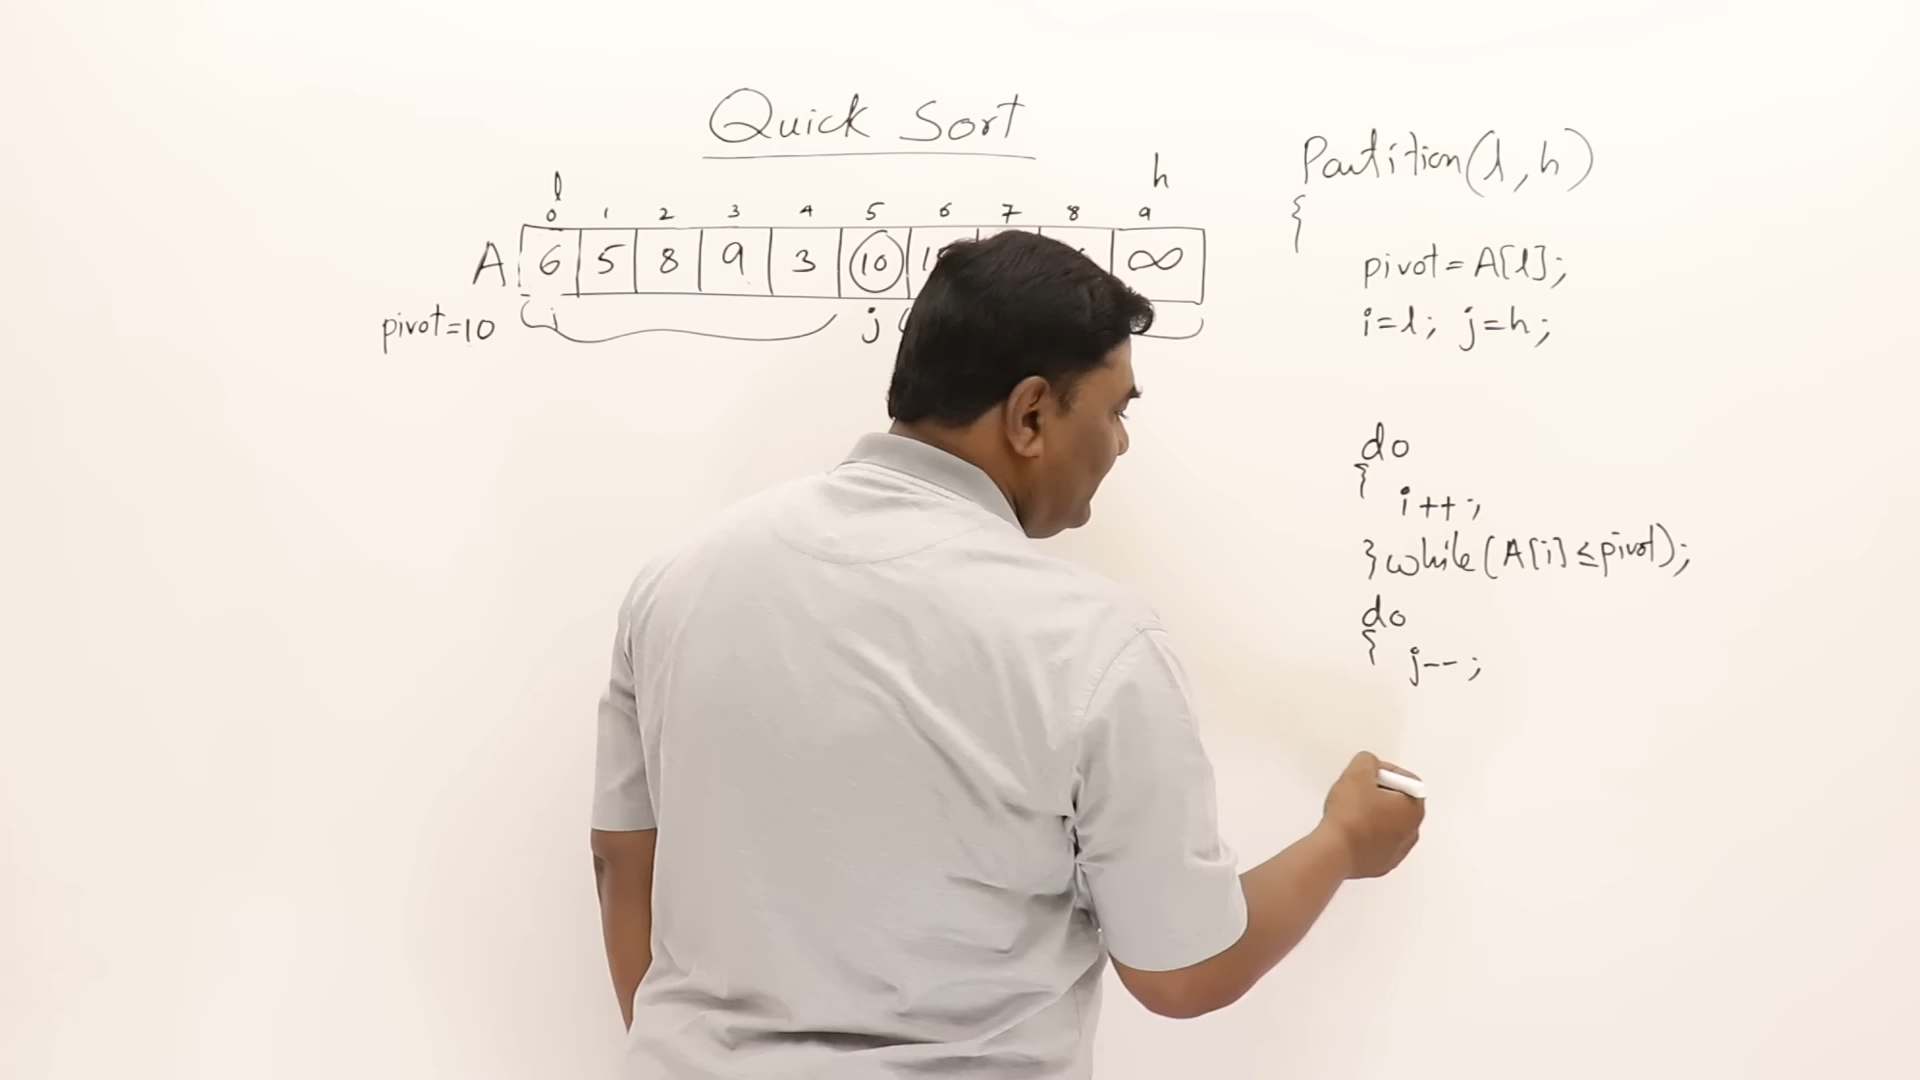 Quick Sort
l h
0 1 2 3 4 5 6 7 8 9
A 6 5 8 9 3 10 ∞
pivot=10 i j
Partition(l,h)
{
pivot=A[l];
i=l; j=h;
do
{
i++;
}while(A[i]≤pivot);
do
{
j--;